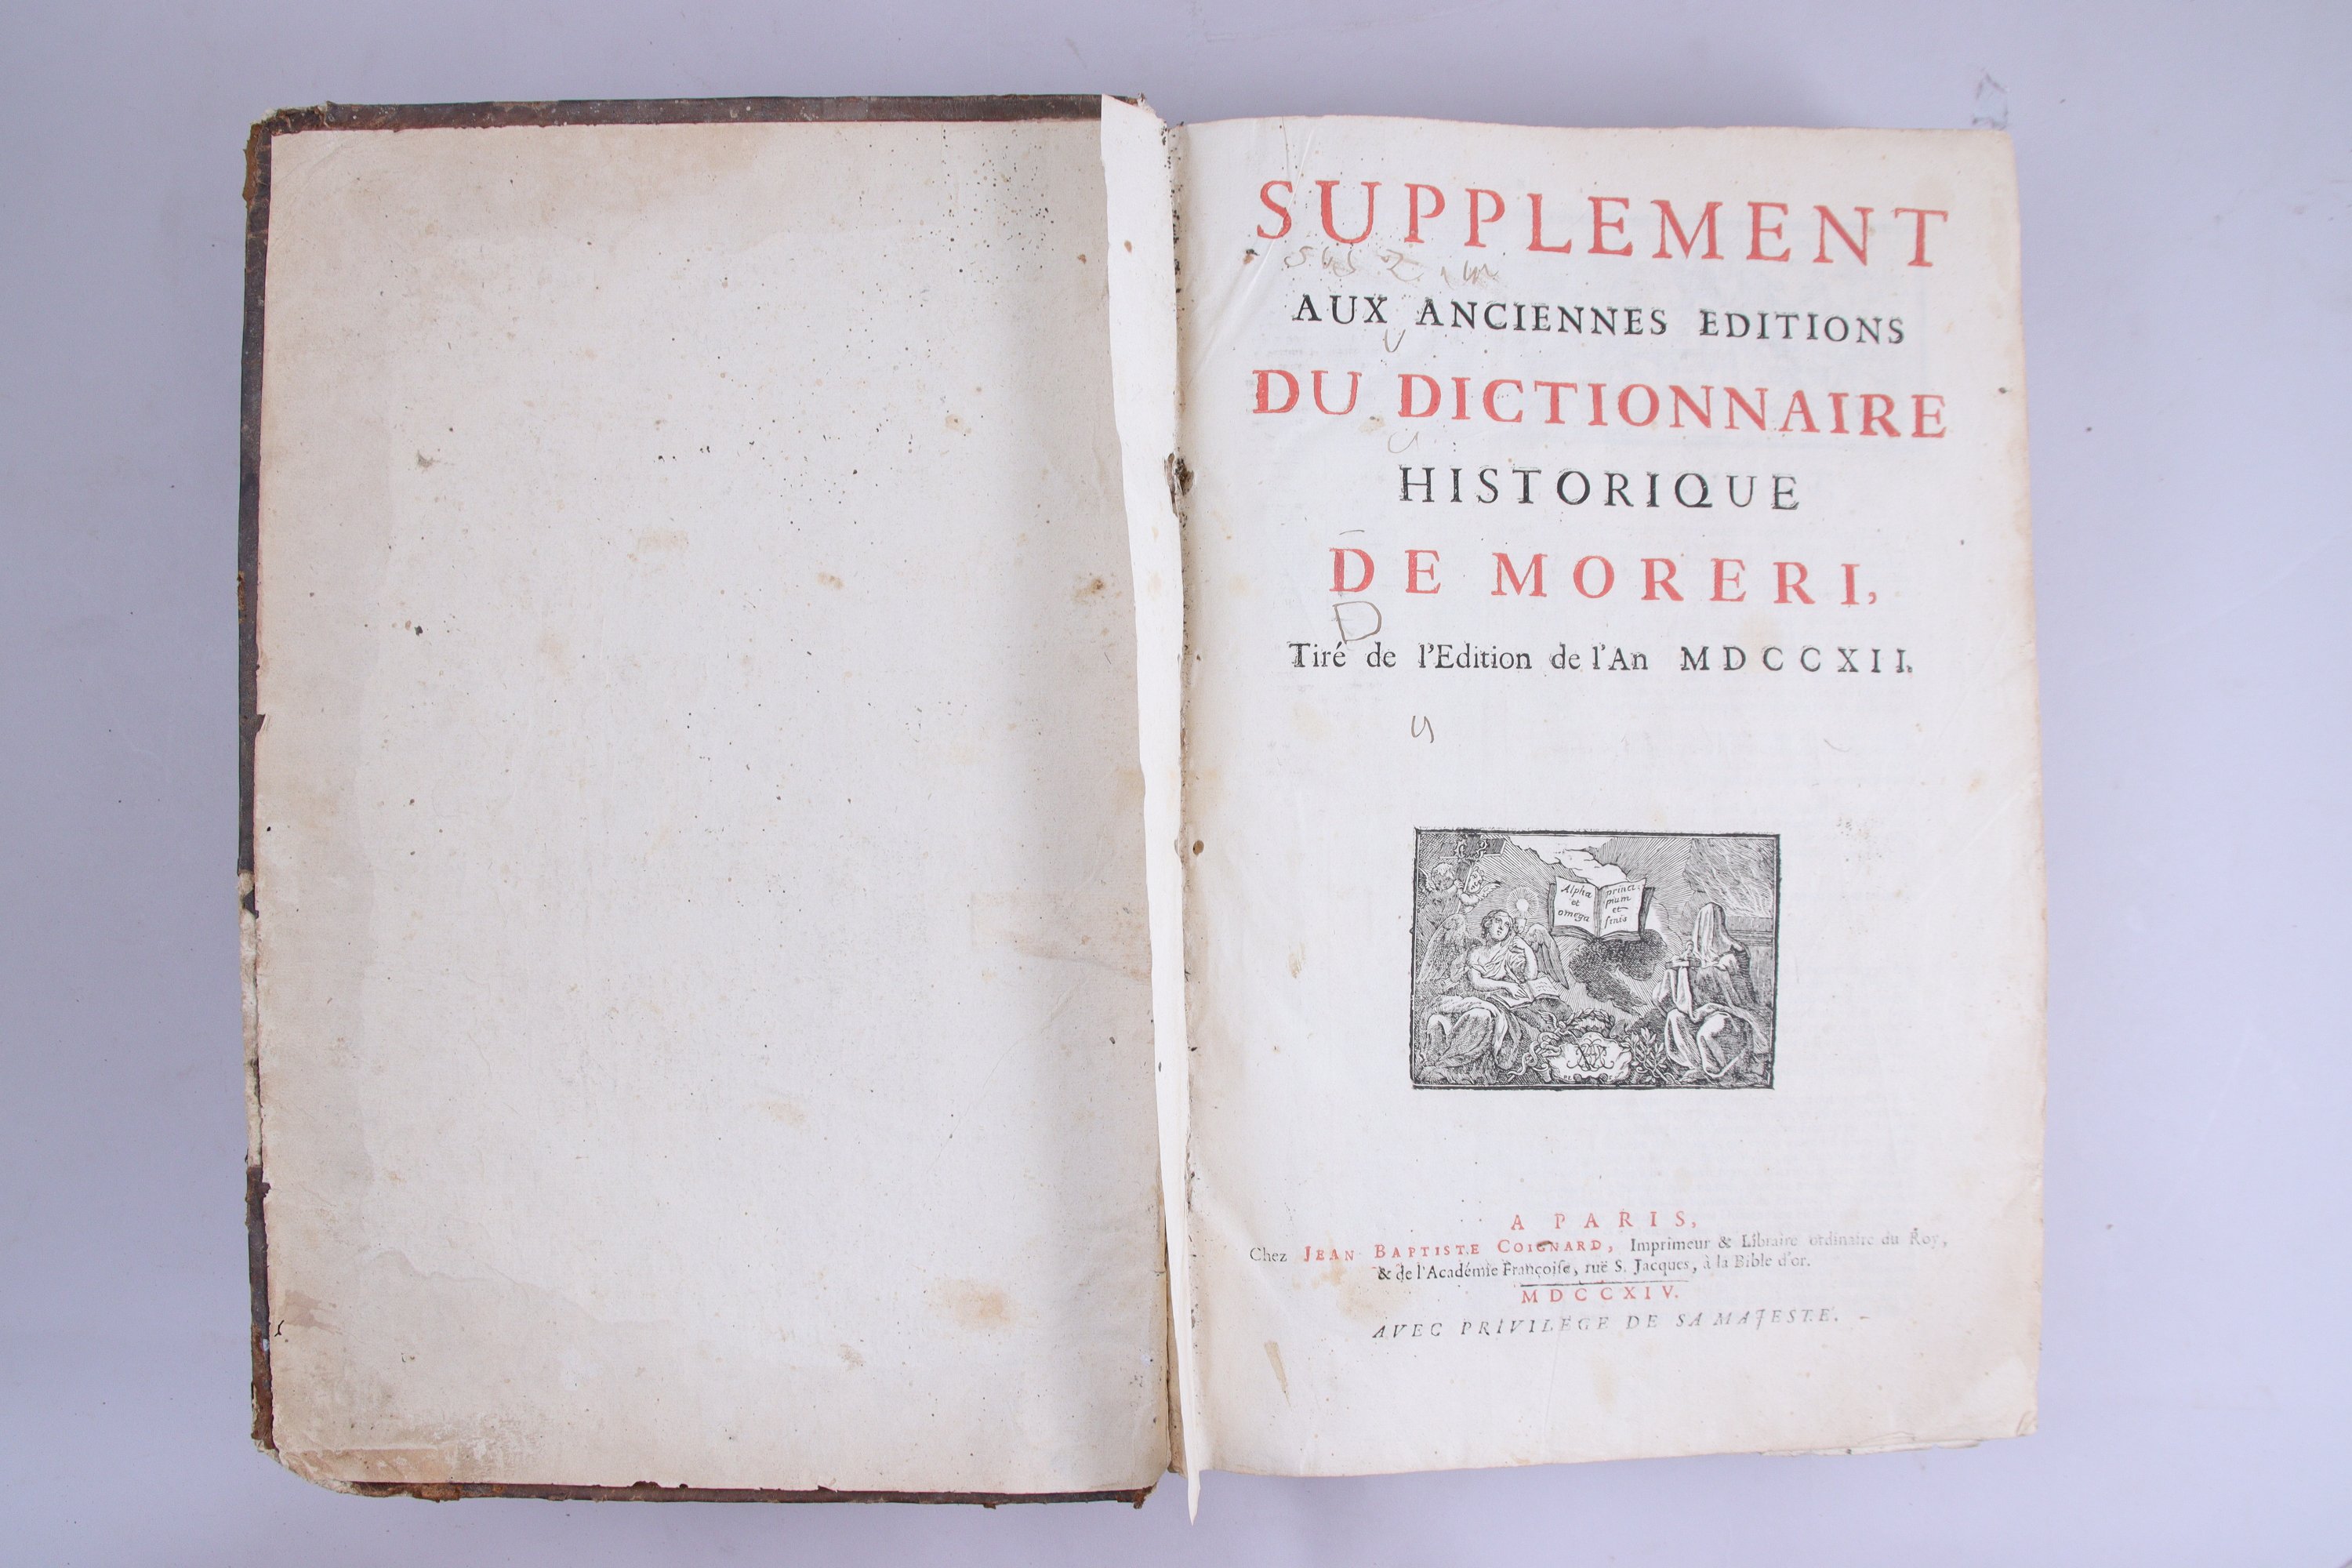 SUPPLEMENT
AUX ANCIENNES EDITIONS
DU DICTIONNAIRE
HISTORIQUE
DE MORERI,
D
Tiré de l'Edition de l'An MDCCXII.
Alpha
et
omega
princi
pium
et
finis
A PARIS,
Chez JEAN BAPTISTE COIGNARD, Imprimeur & Libraire ordinaire du Roy,
& de l'Académie Françoise, ruë S. Jacques, à la Bible d'or.
MDCCXIV.
AVEC PRIVILEGE DE SA MAJESTE.